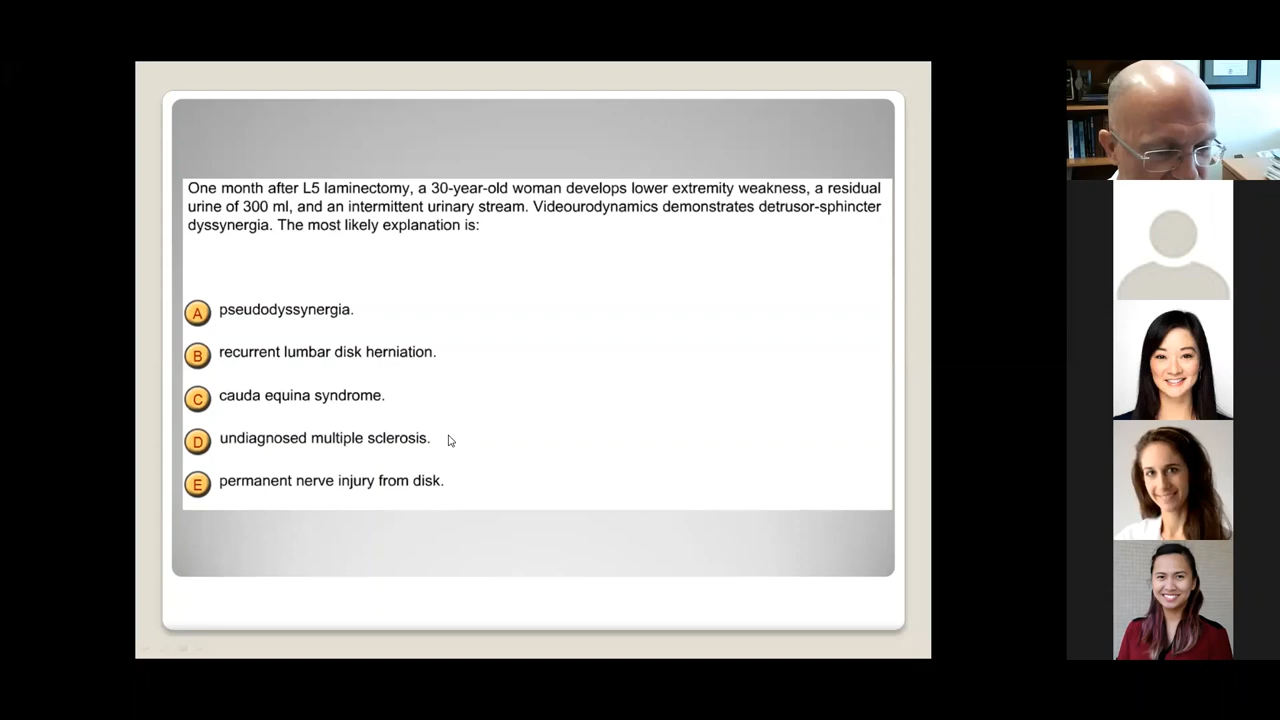 One month after L5 laminectomy, a 30-year-old woman develops lower extremity weakness, a residual
urine of 300 ml, and an intermittent urinary stream. Videourodynamics demonstrates detrusor-sphincter
dyssynergia. The most likely explanation is:
A pseudodyssynergia.
B recurrent lumbar disk herniation.
C cauda equina syndrome.
D undiagnosed multiple sclerosis.
E permanent nerve injury from disk.